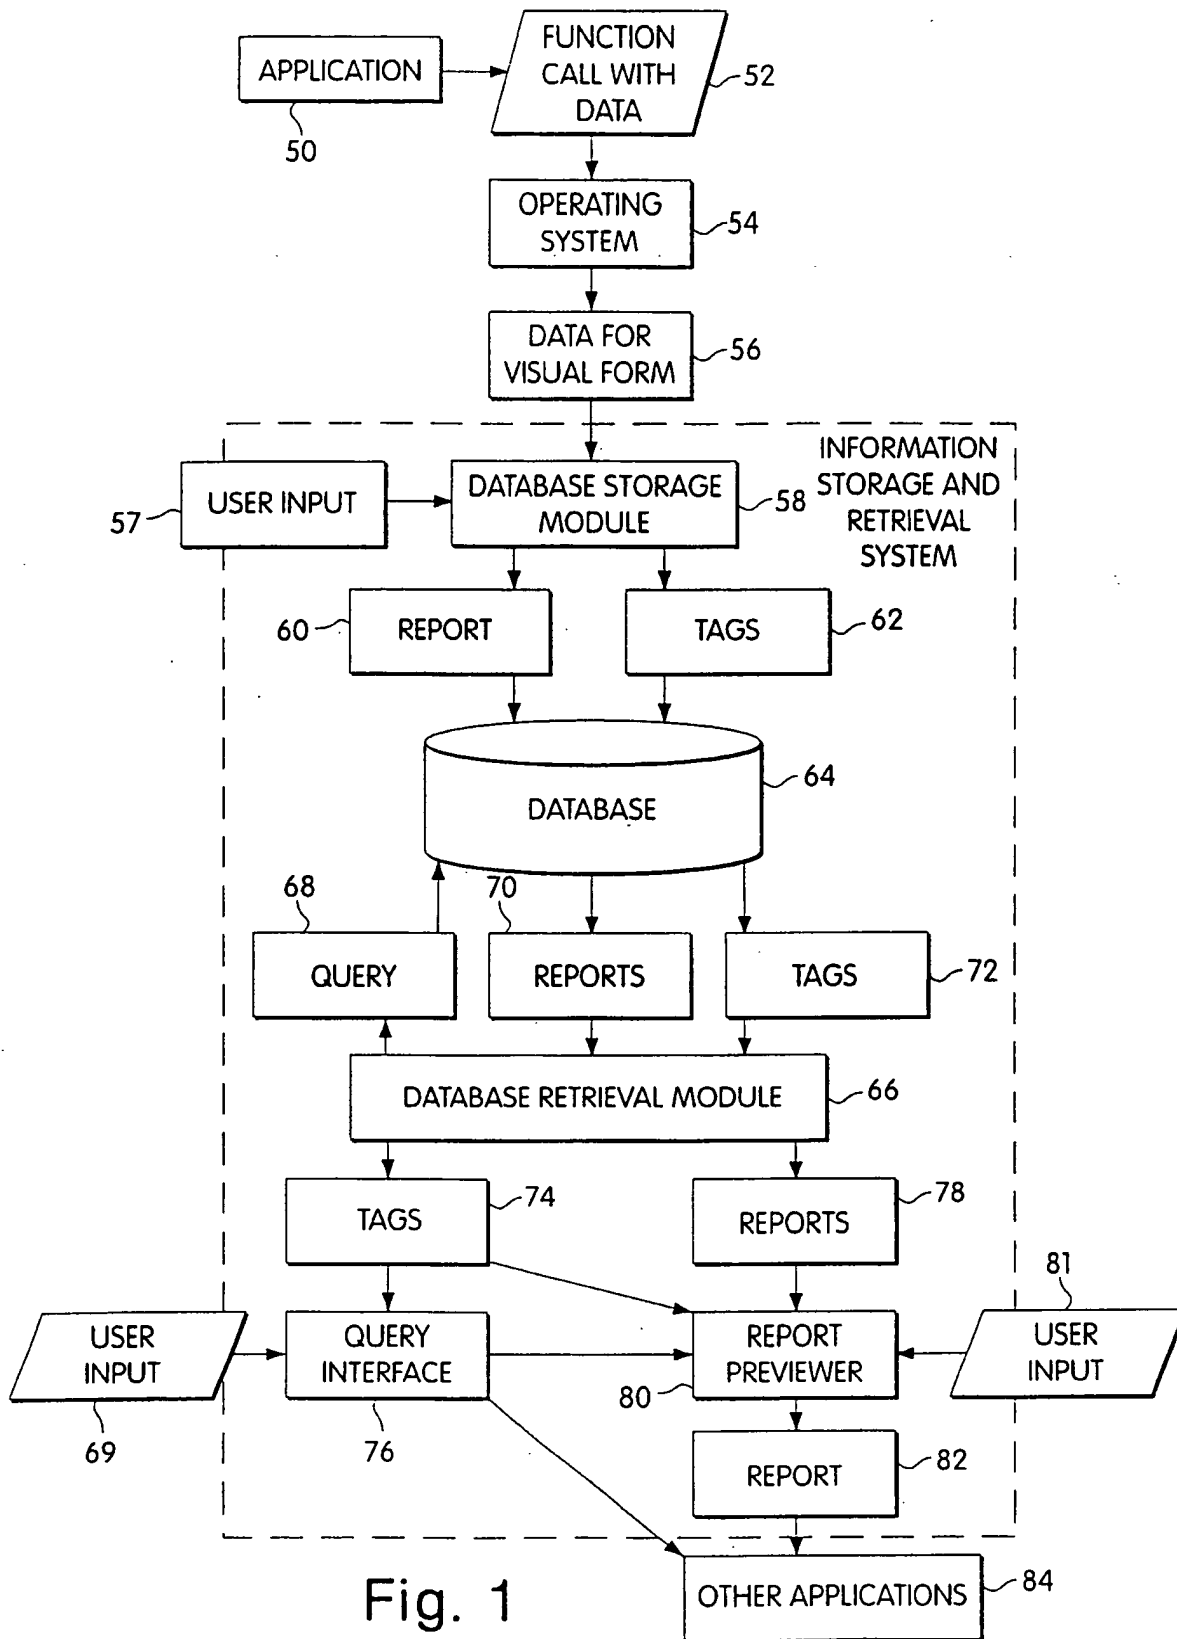 APPLICATION
50
FUNCTION
CALL WITH
DATA
52
OPERATING
SYSTEM
54
DATA FOR
VISUAL FORM
56
INFORMATION
STORAGE AND
RETRIEVAL
SYSTEM
USER INPUT
57
DATABASE STORAGE
MODULE
58
60
REPORT
TAGS
62
DATABASE
64
68
QUERY
70
REPORTS
TAGS
72
DATABASE RETRIEVAL MODULE
66
TAGS
74
REPORTS
78
USER
INPUT
69
QUERY
INTERFACE
76
REPORT
PREVIEWER
80
81
USER
INPUT
REPORT
82
OTHER APPLICATIONS
84
Fig. 1